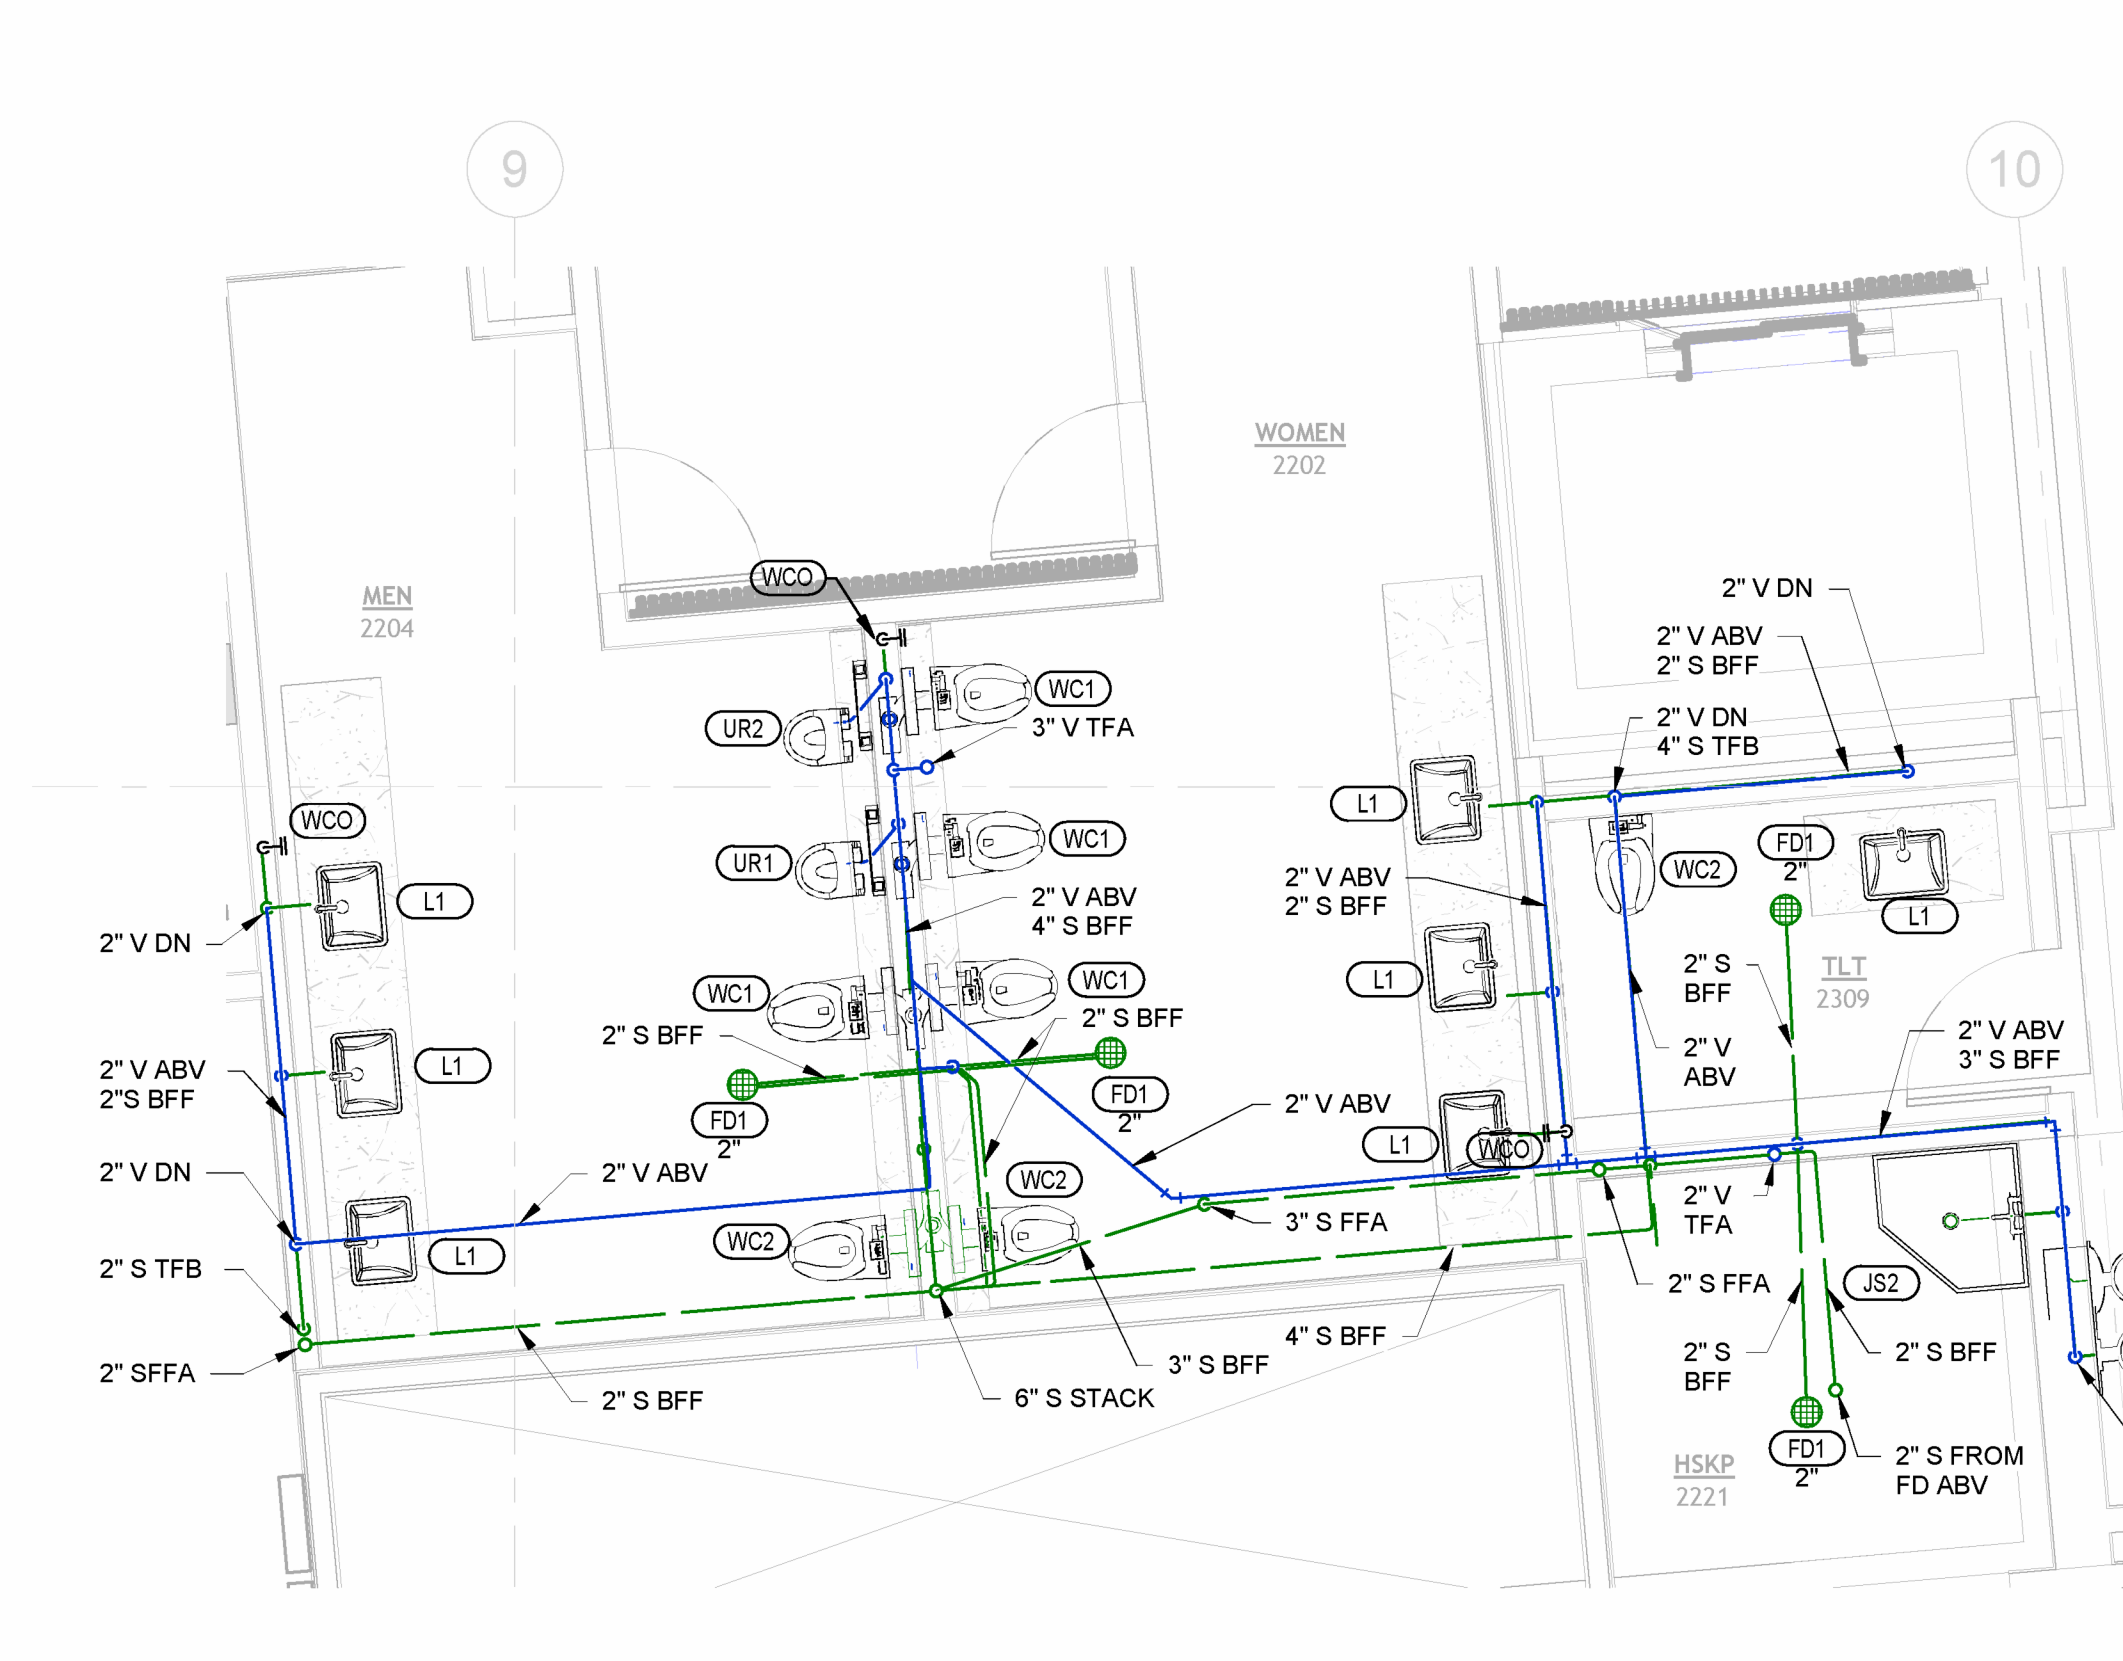 9
10
WOMEN
2202
MEN
2204
WCO
2" V DN
2" V ABV
2" S BFF
2" V DN
4" S TFB
WC1
UR2
3" V TFA
WCO
L1
WC1
UR1
L1
FD1
2"
WC2
L1
2" V ABV
4" S BFF
2" V ABV
2" S BFF
2" V DN
WC1
WC1
L1
2" S
BFF
TLT
2309
2" S BFF
2" S BFF
2" V ABV
3" S BFF
2" V
ABV
2" V ABV
2"S BFF
L1
FD1
2"
FD1
2"
2" V ABV
L1
WCO
2" V DN
2" V ABV
WC2
2" V
TFA
WC2
3" S FFA
L1
2" S TFB
2" S FFA
JS2
4" S BFF
2" S
BFF
2" S BFF
2" SFFA
3" S BFF
2" S BFF
6" S STACK
FD1
2"
2" S FROM
FD ABV
HSKP
2221